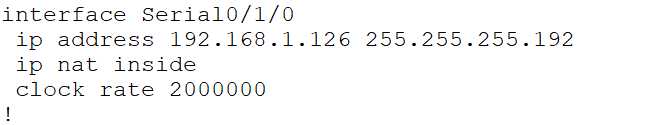 interface Serial0/1/0
 ip address 192.168.1.126 255.255.255.192
 ip nat inside
 clock rate 2000000
!